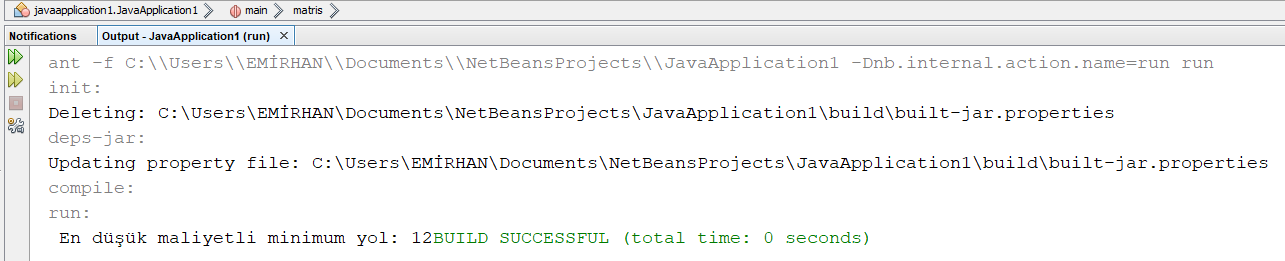 javaapplication1.JavaApplication1 main matris
Notifications Output - JavaApplication1 (run)
ant -f C:\\Users\\EMİRHAN\\Documents\\NetBeansProjects\\JavaApplication1 -Dnb.internal.action.name=run run
init:
Deleting: C:\Users\EMİRHAN\Documents\NetBeansProjects\JavaApplication1\build\built-jar.properties
deps-jar:
Updating property file: C:\Users\EMİRHAN\Documents\NetBeansProjects\JavaApplication1\build\built-jar.properties
compile:
run:
En düşük maliyetli minimum yol: 12BUILD SUCCESSFUL (total time: 0 seconds)